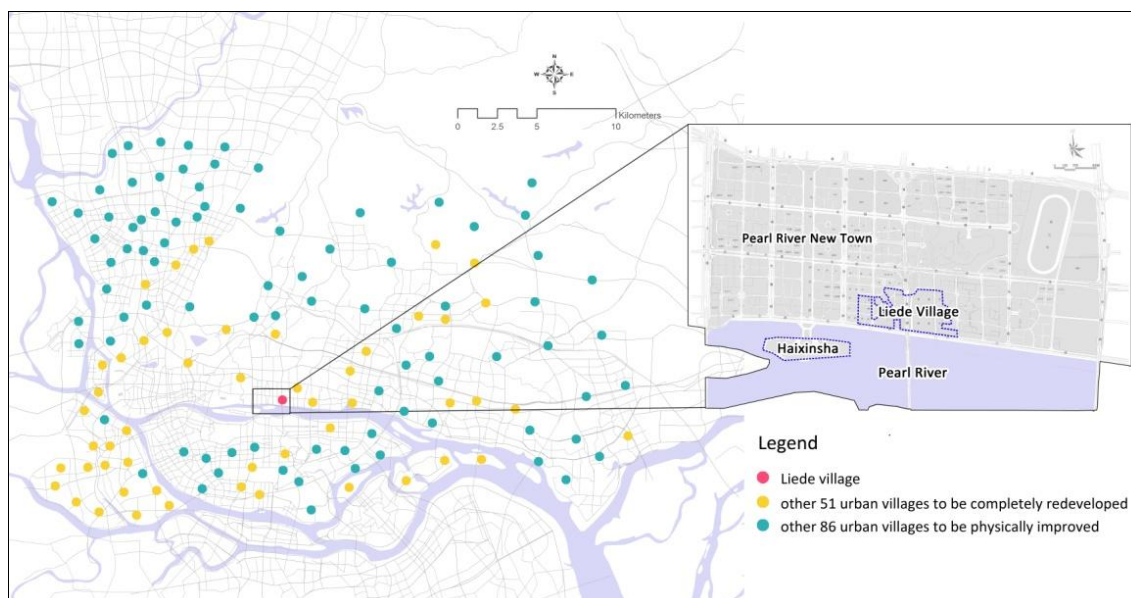 N
W E
S
Kilometers
0 2.5 5 10
Pearl River New Town
Liede Village
Haixinsha
Pearl River
Legend
Liede village
other 51 urban villages to be completely redeveloped
other 86 urban villages to be physically improved